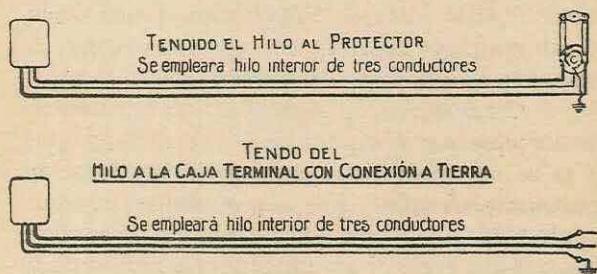 TENDIDO EL HILO AL PROTECTOR
Se empleara hilo interior de tres conductores
TENDO DEL
HILO A LA CAJA TERMINAL CON CONEXIÓN A TIERRA
Se empleará hilo interior de tres conductores